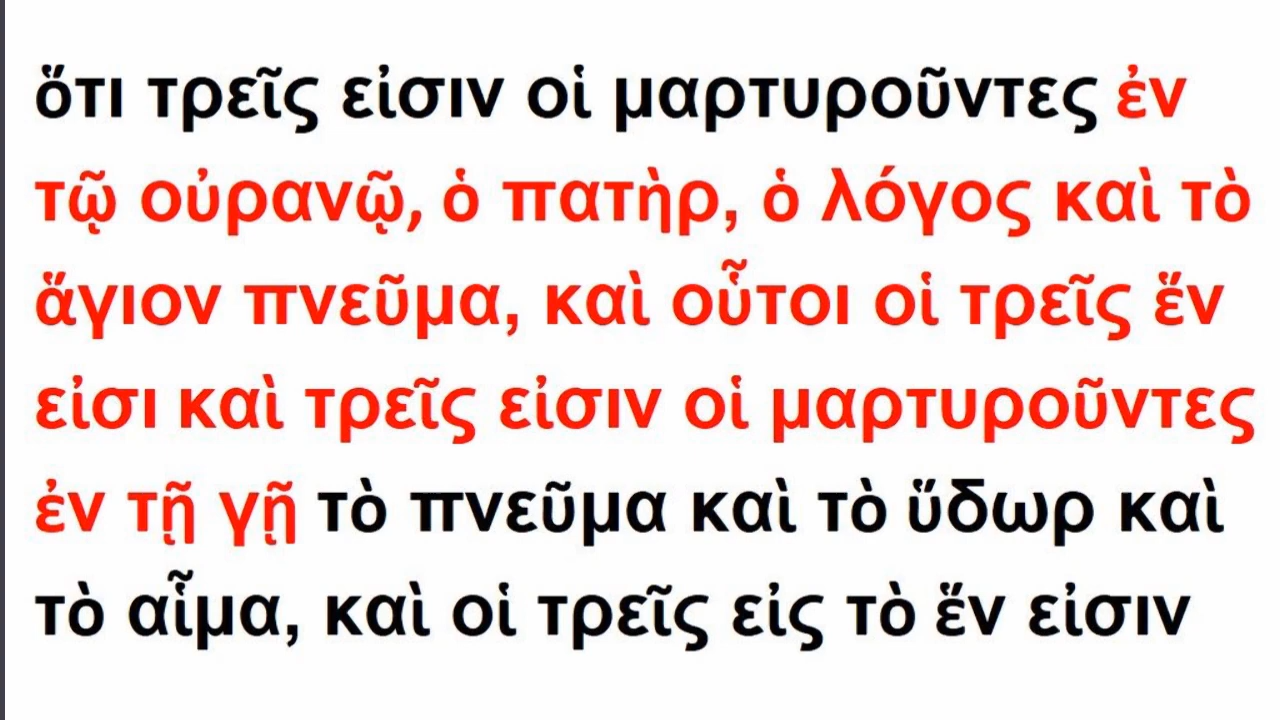 ὅτι τρεῖς εἰσιν οἱ μαρτυροῦντες ἐν
τῷ οὐρανῷ, ὁ πατὴρ, ὁ λόγος καὶ τὸ
ἅγιον πνεῦμα, καὶ οὗτοι οἱ τρεῖς ἕν
εἰσι καὶ τρεῖς εἰσιν οἱ μαρτυροῦντες
ἐν τῇ γῇ τὸ πνεῦμα καὶ τὸ ὕδωρ καὶ
τὸ αἷμα, καὶ οἱ τρεῖς εἰς τὸ ἕν εἰσιν